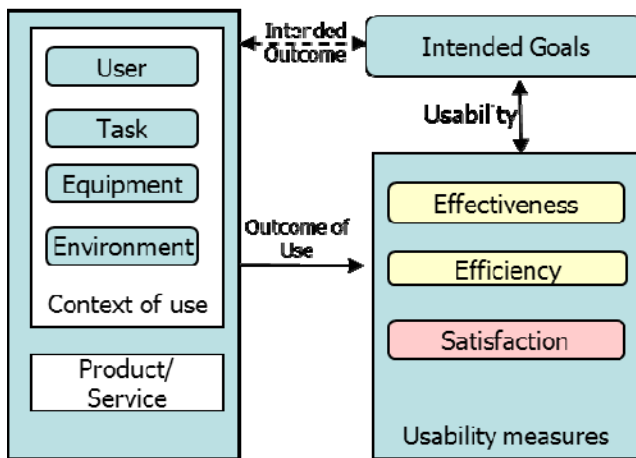 User
Task
Equipment
Environment
Context of use
Product/
Service
Intended
Outcome
Outcome of
Use
Intended Goals
Usability
Effectiveness
Efficiency
Satisfaction
Usability measures